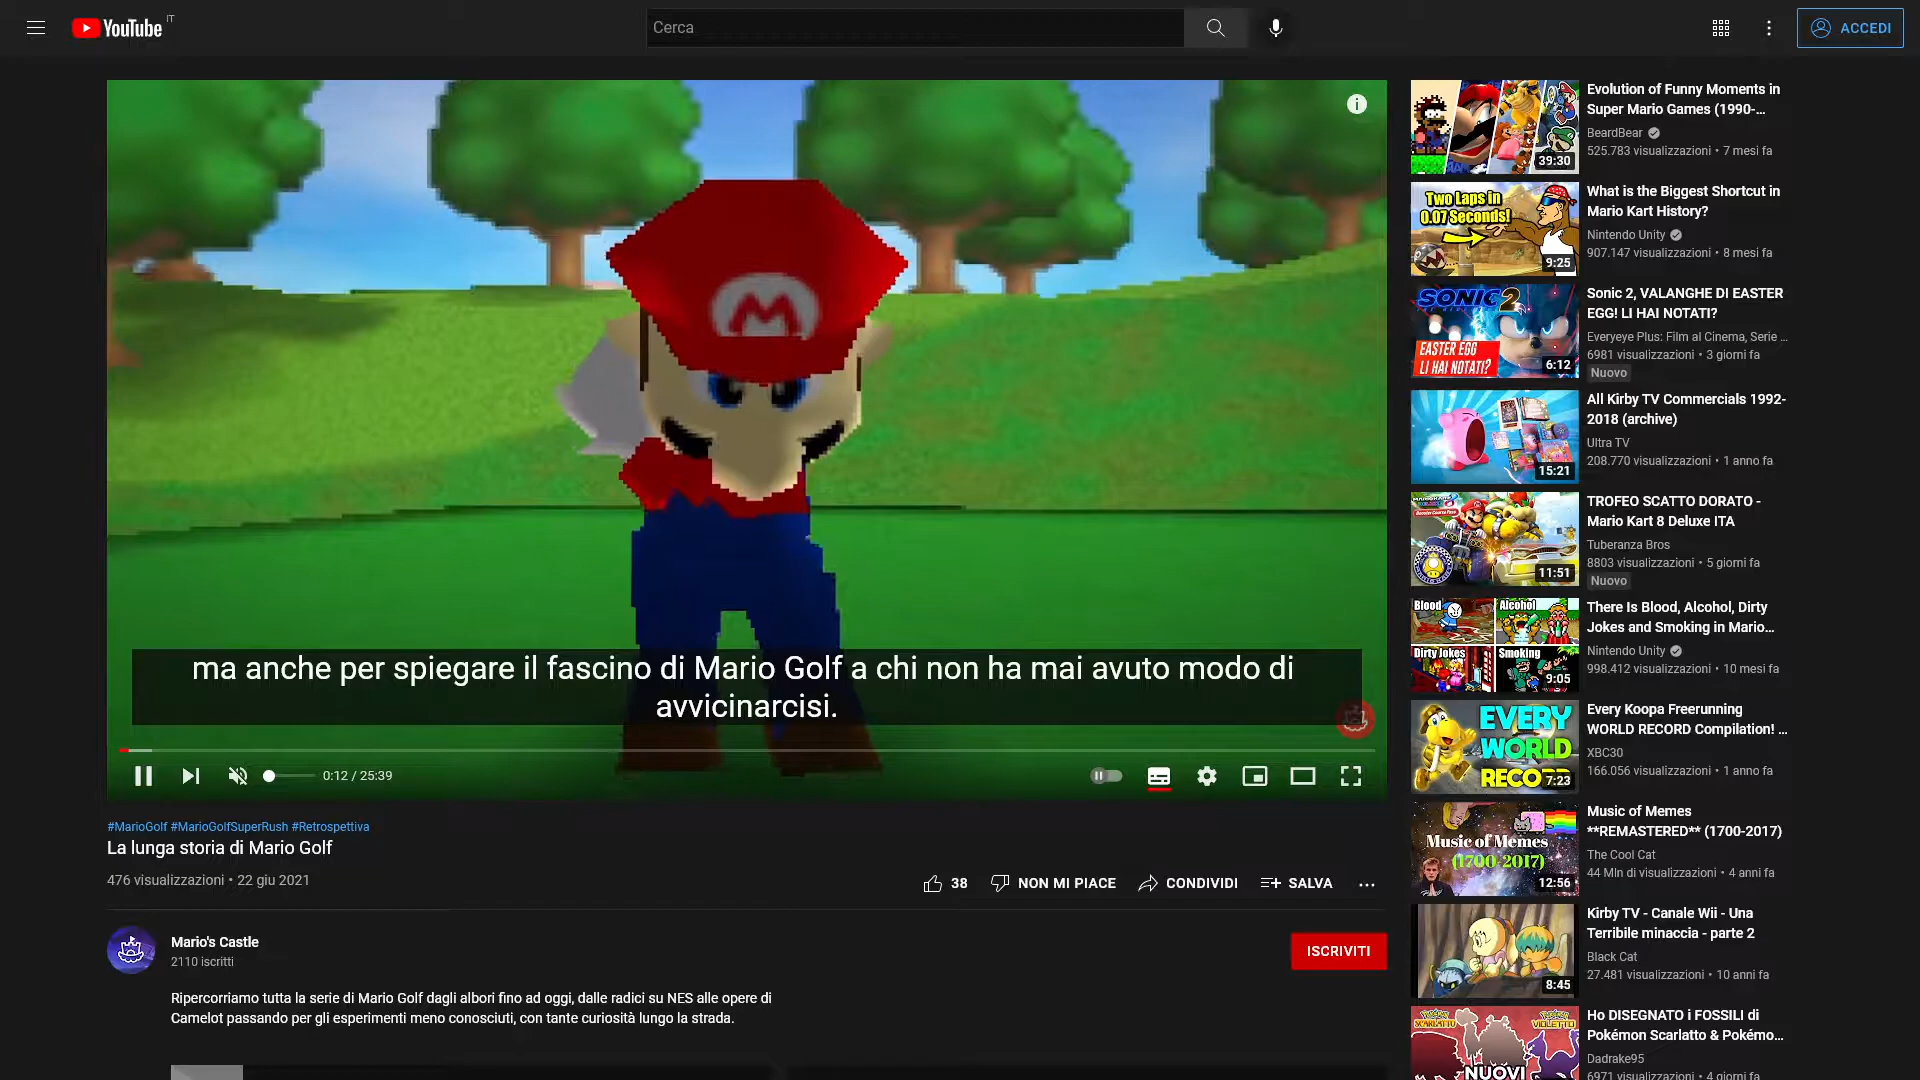 YouTube IT
Cerca
ACCEDI
M
ma anche per spiegare il fascino di Mario Golf a chi non ha mai avuto modo di
avvicinarcisi.
0:12 / 25:39
#MarioGolf #MarioGolfSuperRush #Retrospettiva
La lunga storia di Mario Golf
476 visualizzazioni • 22 giu 2021
38
NON MI PIACE
CONDIVIDI
SALVA
Mario's Castle
2110 iscritti
ISCRIVITI
Ripercorriamo tutta la serie di Mario Golf dagli albori fino ad oggi, dalle radici su NES alle opere di
Camelot passando per gli esperimenti meno conosciuti, con tante curiosità lungo la strada.
39:30
Evolution of Funny Moments in
Super Mario Games (1990-...
BeardBear
525.783 visualizzazioni • 7 mesi fa
Two Laps in
0.07 Seconds!
9:25
What is the Biggest Shortcut in
Mario Kart History?
Nintendo Unity
907.147 visualizzazioni • 8 mesi fa
SONIC 2
EASTER EGG
LI HAI NOTATI?
6:12
Sonic 2, VALANGHE DI EASTER
EGG! LI HAI NOTATI?
Everyeye Plus: Film al Cinema, Serie ...
6981 visualizzazioni • 3 giorni fa
Nuovo
15:21
All Kirby TV Commercials 1992-
2018 (archive)
Ultra TV
208.770 visualizzazioni • 1 anno fa
11:51
TROFEO SCATTO DORATO -
Mario Kart 8 Deluxe ITA
Tuberanza Bros
8803 visualizzazioni • 5 giorni fa
Nuovo
Blood
Alcohol
Dirty Jokes
Smoking
9:05
There Is Blood, Alcohol, Dirty
Jokes and Smoking in Mario...
Nintendo Unity
998.412 visualizzazioni • 10 mesi fa
EVERY
WORLD
RECORD
7:23
Every Koopa Freerunning
WORLD RECORD Compilation! ...
XBC30
166.056 visualizzazioni • 1 anno fa
Music of Memes
(1700-2017)
12:56
Music of Memes
**REMASTERED** (1700-2017)
The Cool Cat
44 Mln di visualizzazioni • 4 anni fa
8:45
Kirby TV - Canale Wii - Una
Terribile minaccia - parte 2
Black Cat
27.481 visualizzazioni • 10 anni fa
SCARLATTO
VIOLETTO
NUOVI
Ho DISEGNATO i FOSSILI di
Pokémon Scarlatto & Pokémo...
Dadrake95
6971 visualizzazioni • 4 giorni fa